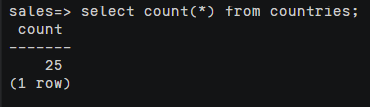 sales=> select count(*) from countries;
count
-------
25
(1 row)